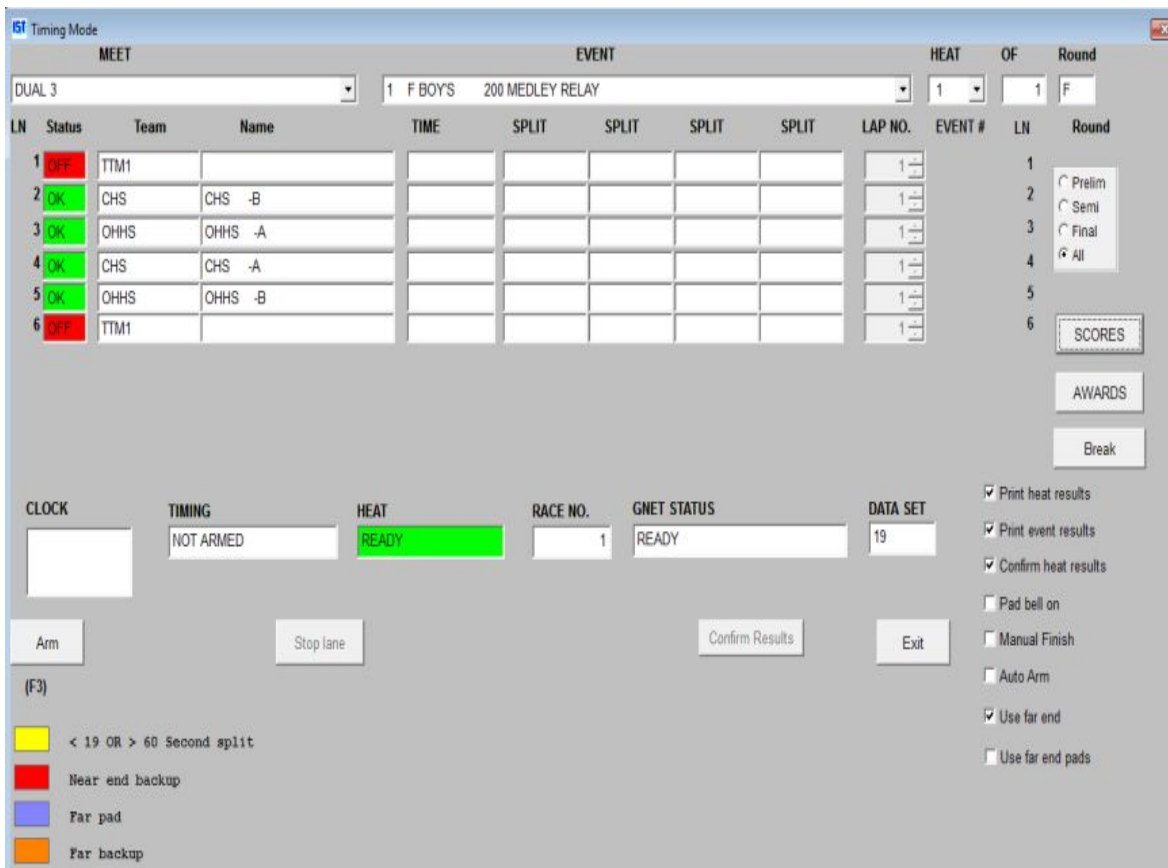 IST Timing Mode
MEET EVENT HEAT OF Round
DUAL 3 1 F BOY'S 200 MEDLEY RELAY 1 1 F
LN Status Team Name TIME SPLIT SPLIT SPLIT SPLIT LAP NO. EVENT # LN Round
1 OFF TTM1 1 1
2 OK CHS CHS -B 1 2
3 OK OHHS OHHS -A 1 3
4 OK CHS CHS -A 1 4
5 OK OHHS OHHS -B 1 5
6 OFF TTM1 1 6
Prelim
Semi
Final
All
SCORES
AWARDS
Break
CLOCK TIMING HEAT RACE NO. GNET STATUS DATA SET
NOT ARMED READY 1 READY 19
Print heat results
Print event results
Confirm heat results
Pad bell on
Manual Finish
Auto Arm
Use far end
Use far end pads
Arm Stop lane Confirm Results Exit
(F3)
< 19 OR > 60 Second split
Near end backup
Far pad
Far backup